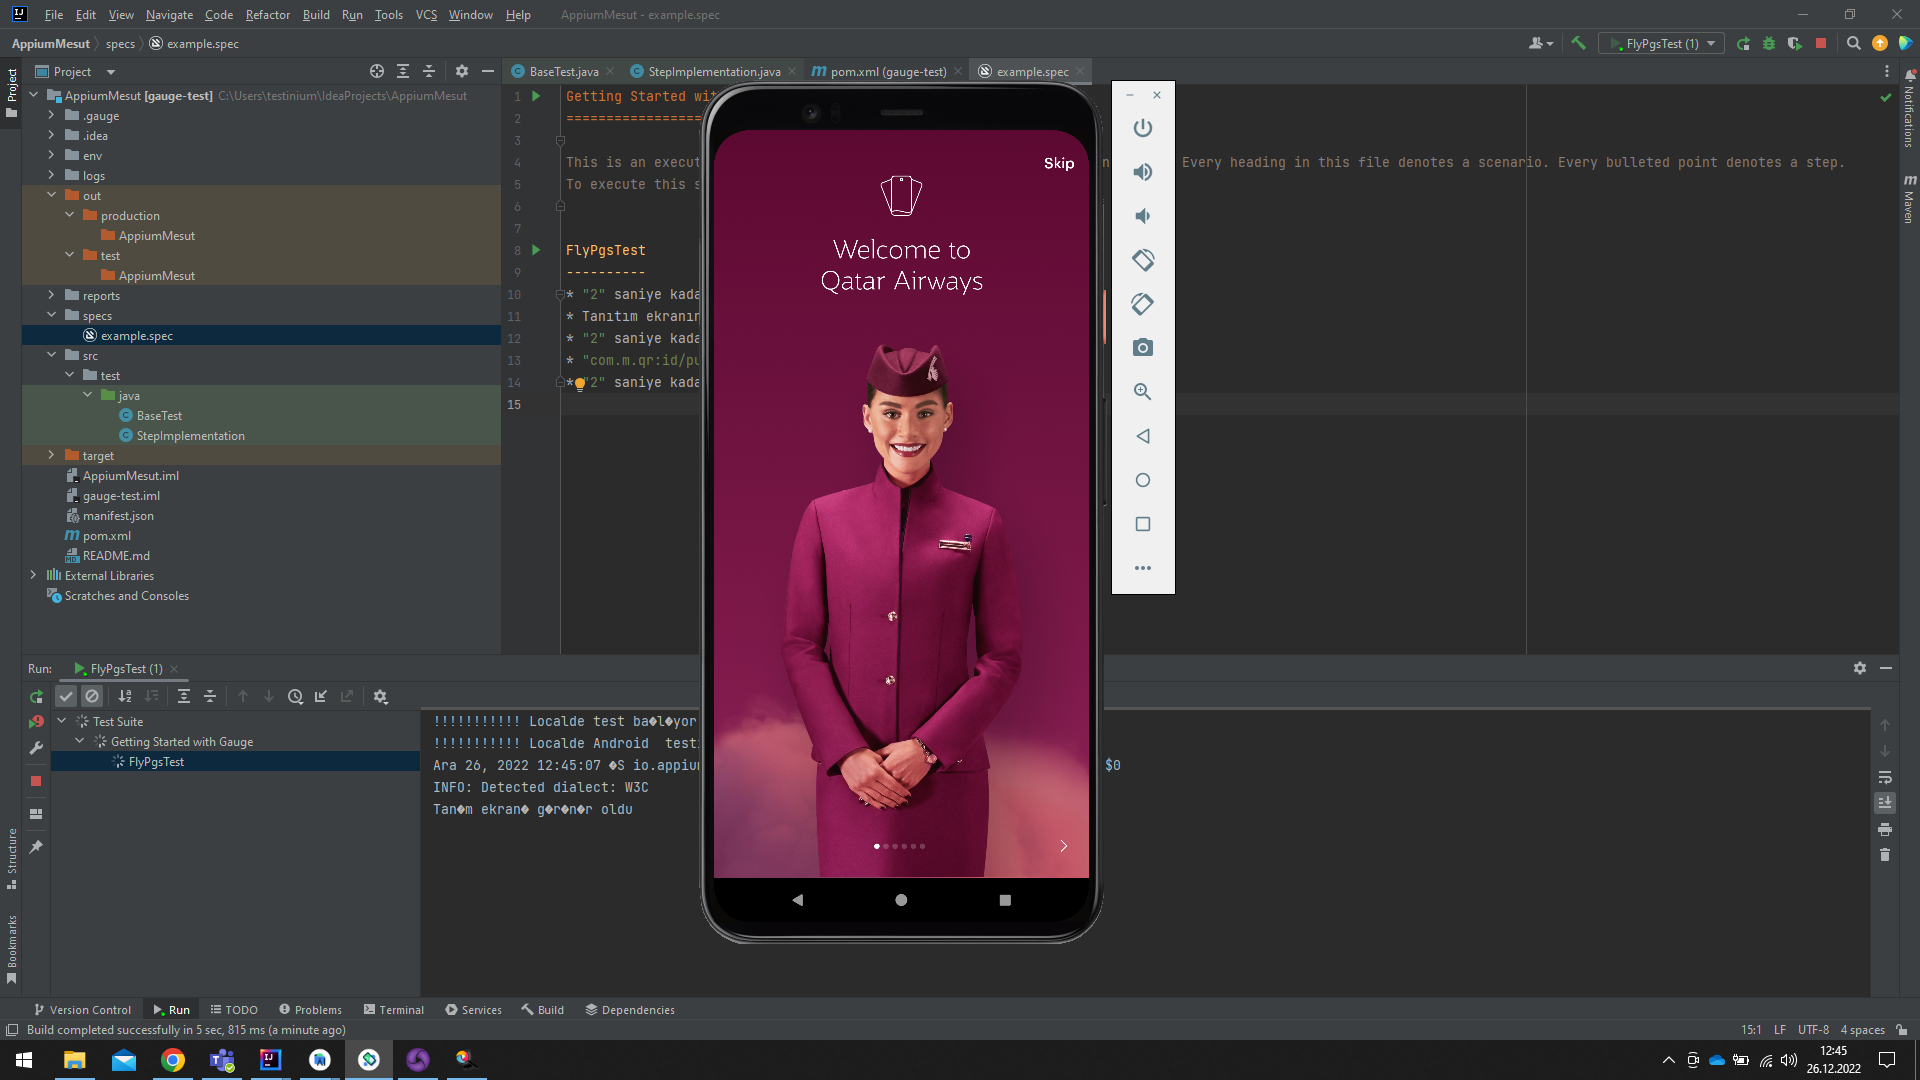 File Edit View Navigate Code Refactor Build Run Tools VCS Window Help AppiumMesut - example.spec
AppiumMesut specs example.spec
FlyPgsTest (1)
Project
BaseTest.java StepImplementation.java pom.xml (gauge-test) example.spec
Project
AppiumMesut [gauge-test] C:\Users\testinium\IdeaProjects\AppiumMesut
.gauge
.idea
env
logs
out
production
AppiumMesut
test
AppiumMesut
reports
specs
example.spec
src
test
java
BaseTest
StepImplementation
target
AppiumMesut.iml
gauge-test.iml
manifest.json
pom.xml
README.md
External Libraries
Scratches and Consoles
1 Getting Started wit
2 =================
3
4 This is an execut n Every heading in this file denotes a scenario. Every bulleted point denotes a step.
5 To execute this s
6
7
8 FlyPgsTest
9 ----------
10 * "2" saniye kada
11 * Tanıtım ekranın
12 * "2" saniye kada
13 * "com.m.qr:id/pu
14 * "2" saniye kada
15
Skip
Welcome to
Qatar Airways
Notifications
Maven
Run: FlyPgsTest (1)
Test Suite
Getting Started with Gauge
FlyPgsTest
!!!!!!!!!!! Localde test ba�l�yor
!!!!!!!!!!! Localde Android testi
Ara 26, 2022 12:45:07 �S io.appium $0
INFO: Detected dialect: W3C
Tan�m ekran� g�r�n�r oldu
Structure
Bookmarks
Version Control Run TODO Problems Terminal Services Build Dependencies
Build completed successfully in 5 sec, 815 ms (a minute ago) 15:1 LF UTF-8 4 spaces
12:45
26.12.2022